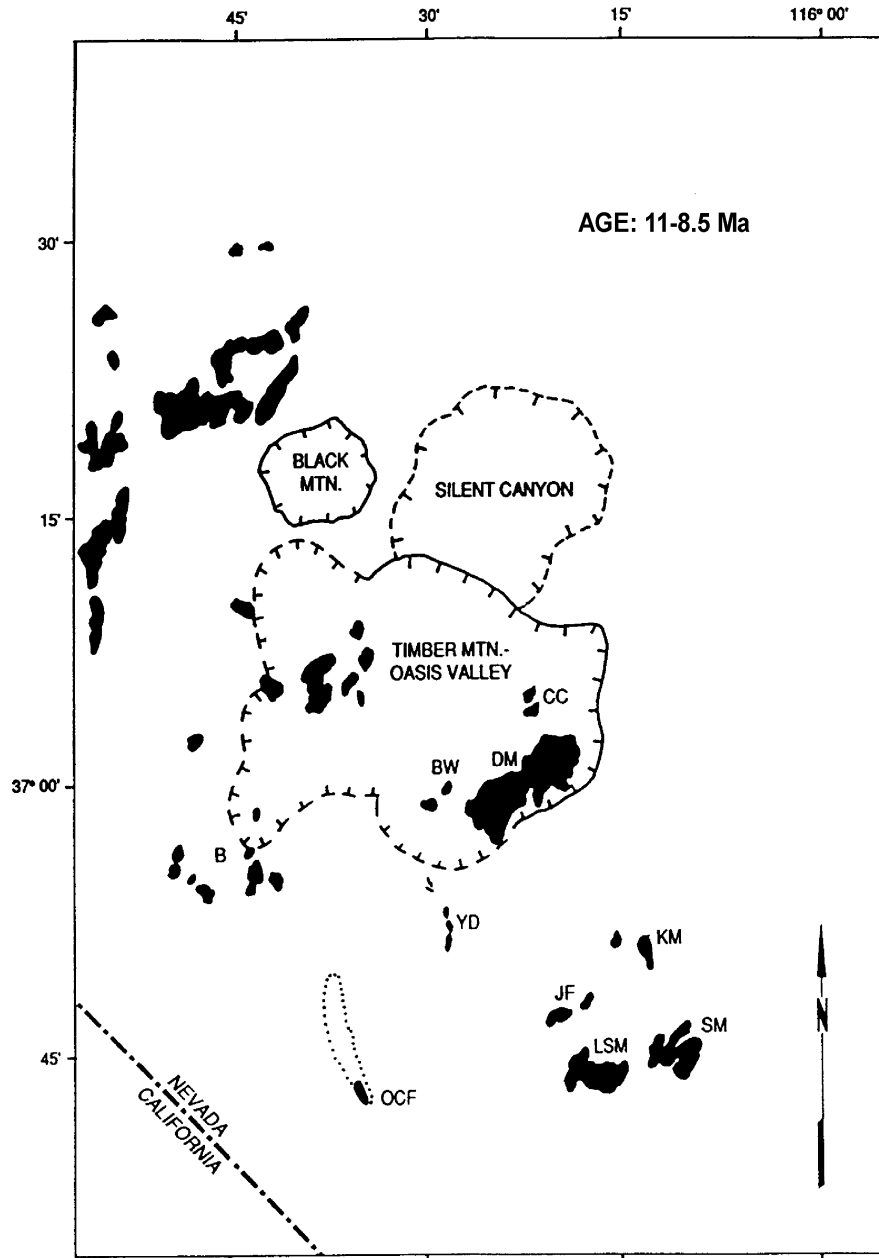 45'
30'
15'
116° 00'
AGE: 11-8.5 Ma
30'
BLACK
MTN.
SILENT CANYON
15'
TIMBER MTN.-
OASIS VALLEY
CC
BW
DM
37° 00'
B
YD
KM
JF
SM
N
LSM
45'
OCF
NEVADA
CALIFORNIA